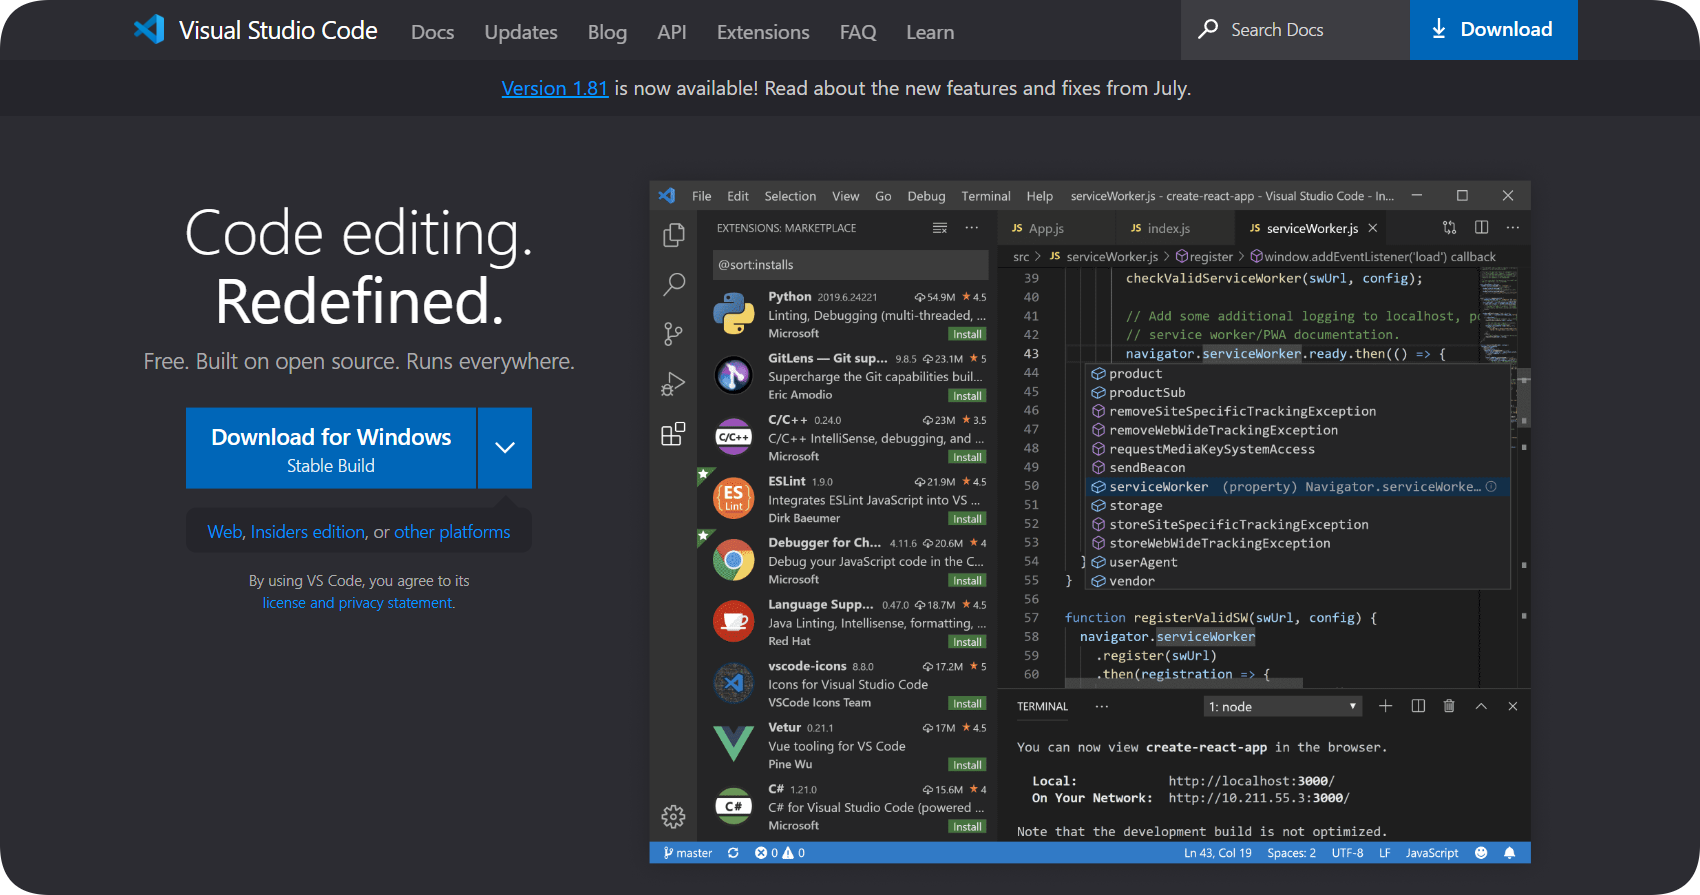 Visual Studio Code Docs Updates Blog API Extensions FAQ Learn Search Docs Download
Version 1.81 is now available! Read about the new features and fixes from July.
Code editing.
Redefined.
Free. Built on open source. Runs everywhere.
Download for Windows
Stable Build
Web, Insiders edition, or other platforms
By using VS Code, you agree to its
license and privacy statement.
File Edit Selection View Go Debug Terminal Help serviceWorker.js - create-react-app - Visual Studio Code - In...
EXTENSIONS: MARKETPLACE
@sort:installs
Python 2019.6.24221 54.9M 4.5
Linting, Debugging (multi-threaded, ...
Microsoft Install
GitLens — Git sup... 9.8.5 23.1M 5
Supercharge the Git capabilities buil...
Eric Amodio Install
C/C++
C/C++ 0.24.0 23M 3.5
C/C++ IntelliSense, debugging, and ...
Microsoft Install
ES
Lint
ESLint 1.9.0 21.9M 4.5
Integrates ESLint JavaScript into VS ...
Dirk Baeumer Install
Debugger for Ch... 4.11.6 20.6M 4
Debug your JavaScript code in the C...
Microsoft Install
Language Supp... 0.47.0 18.7M 4.5
Java Linting, Intellisense, formatting, ...
Red Hat Install
vscode-icons 8.8.0 17.2M 5
Icons for Visual Studio Code
VSCode Icons Team Install
Vetur 0.21.1 17M 4.5
Vue tooling for VS Code
Pine Wu Install
C#
C# 1.21.0 15.6M 4
C# for Visual Studio Code (powered ...
Microsoft Install
JS App.js JS index.js JS serviceWorker.js
src > JS serviceWorker.js > register > window.addEventListener('load') callback
39 checkValidServiceWorker(swUrl, config);
40
41 // Add some additional logging to localhost, po
42 // service worker/PWA documentation.
43 navigator.serviceWorker.ready.then(() => {
44 product
45 productSub
46 removeSiteSpecificTrackingException
47 removeWebWideTrackingException
48 requestMediaKeySystemAccess
49 sendBeacon
50 serviceWorker (property) Navigator.serviceWorke...
51 storage
52 storeSiteSpecificTrackingException
53 storeWebWideTrackingException
54 } userAgent
55 } vendor
56
57 function registerValidSW(swUrl, config) {
58 navigator.serviceWorker
59 .register(swUrl)
60 .then(registration => {
TERMINAL ... 1: node
You can now view create-react-app in the browser.
Local: http://localhost:3000/
On Your Network: http://10.211.55.3:3000/
Note that the development build is not optimized.
master 0 0 Ln 43, Col 19 Spaces: 2 UTF-8 LF JavaScript